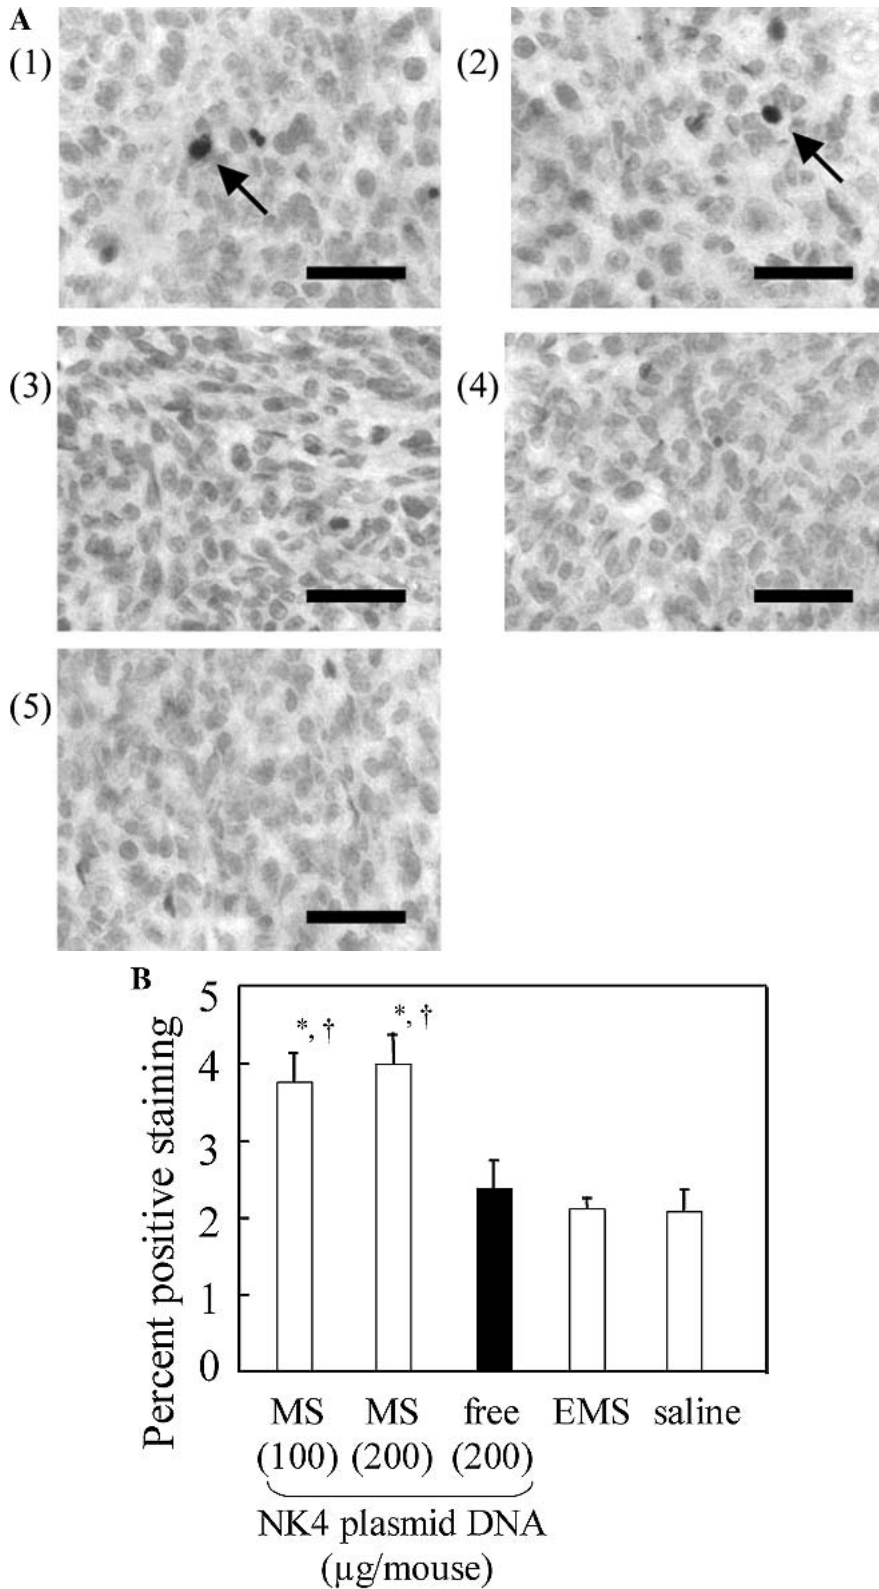 A
(1)
(2)
(3)
(4)
(5)
B
Percent positive staining
5
4
3
2
1
0
*, †
*, †
MS (100)
MS (200)
free (200)
EMS
saline
NK4 plasmid DNA
(μg/mouse)